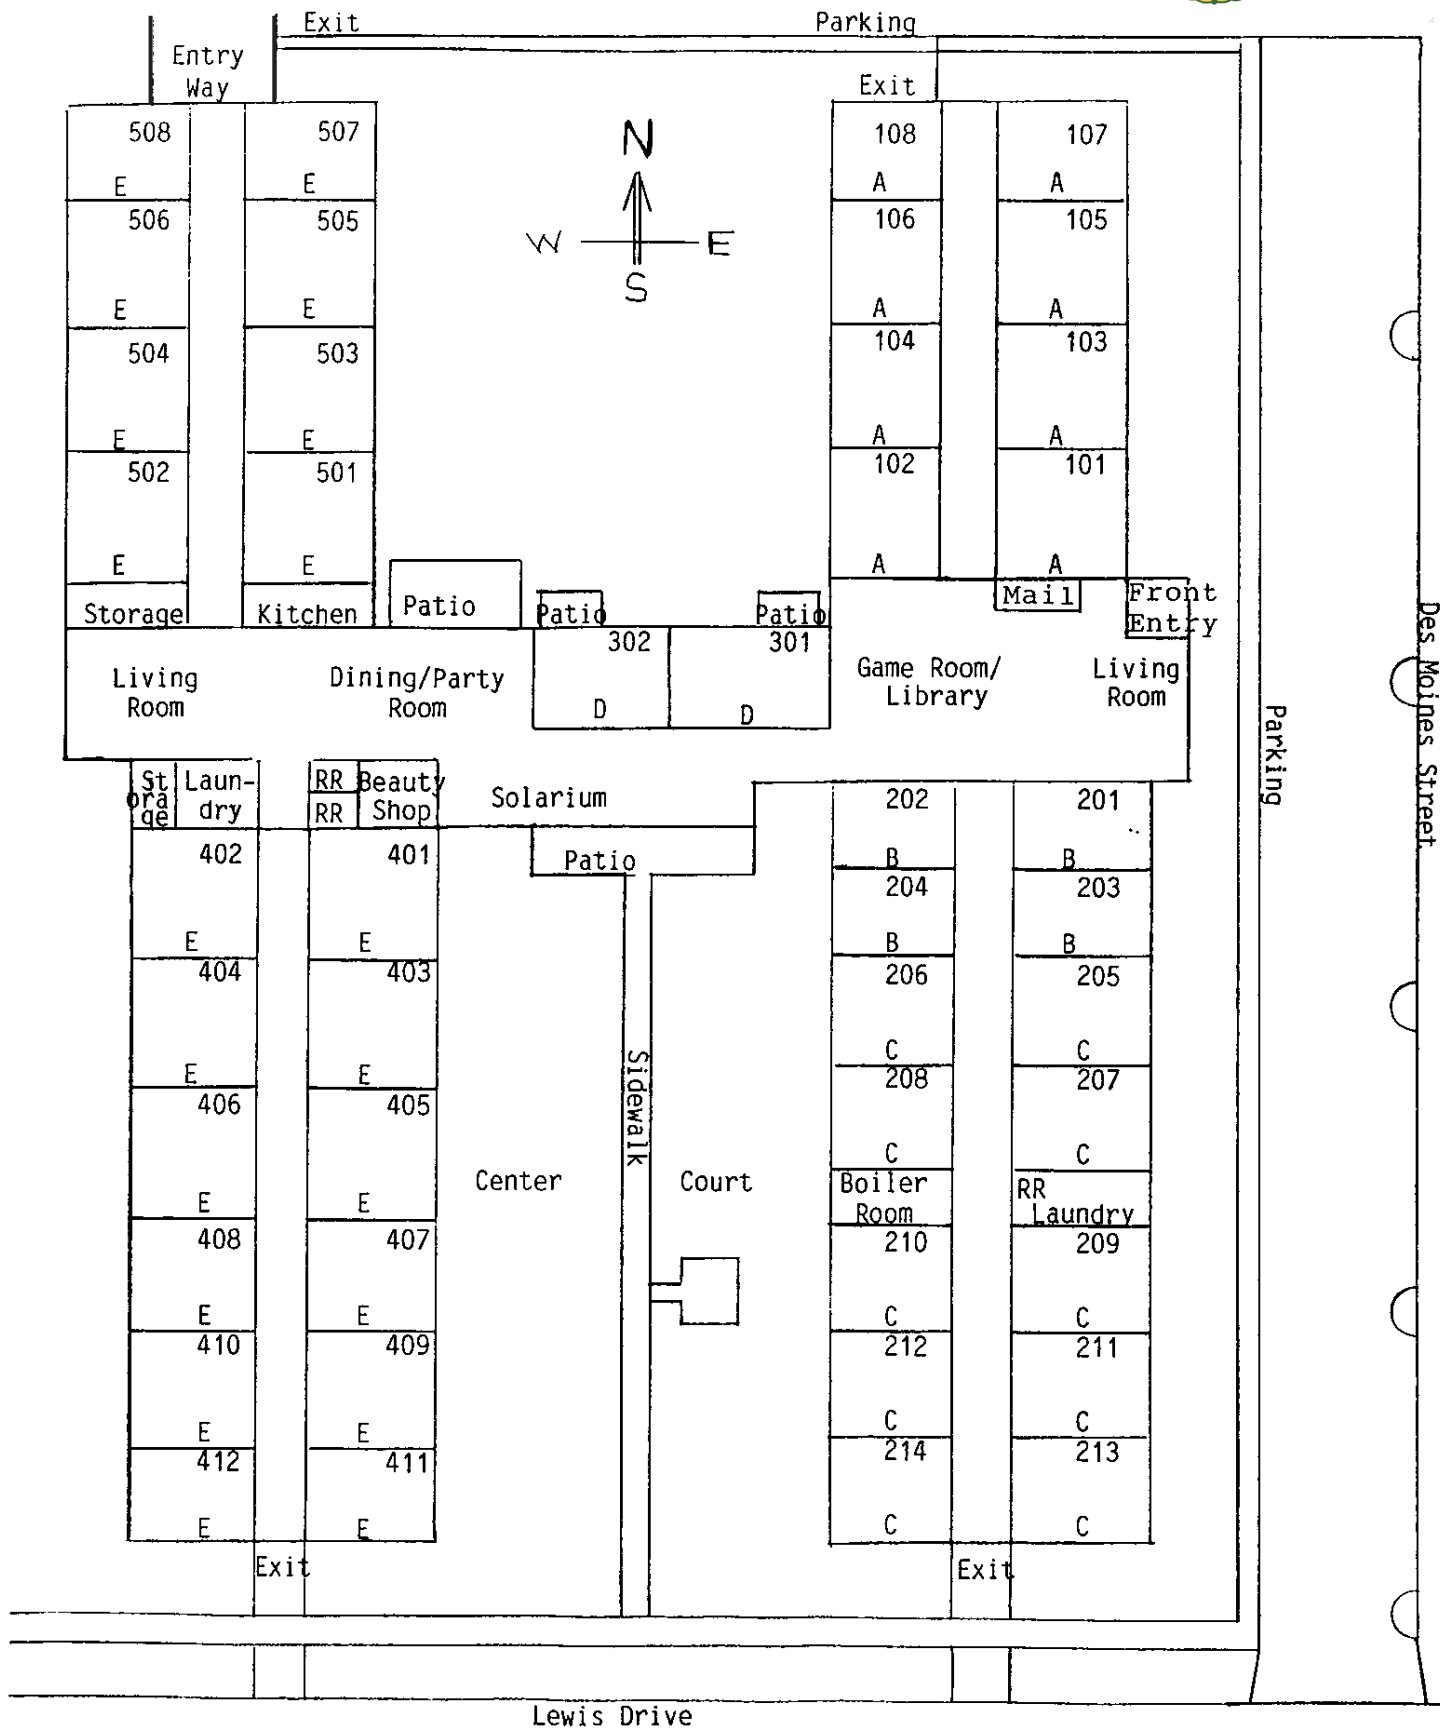 Exit
Parking
Entry
Way
Exit
508
507
108
107
N
E
E
A
A
506
505
106
105
W
E
S
E
E
A
A
504
503
104
103
E
E
A
A
502
501
102
101
E
E
A
A
Storage
Kitchen
Patio
Patio
Patio
Mail
Front
Entry
302
301
Living
Room
Dining/Party
Room
D
D
Game Room/
Library
Living
Room
Des Moines Street
Parking
St
ora
ge
Laun-
dry
RR
RR
Beauty
Shop
Solarium
202
201
402
401
Patio
B
B
204
203
E
E
B
B
404
403
206
205
E
E
C
C
406
405
208
207
Sidewalk
E
E
C
C
Center
Court
Boiler
Room
RR
Laundry
408
407
210
209
E
E
C
C
410
409
212
211
E
E
C
C
412
411
214
213
E
E
C
C
Exit
Exit
Lewis Drive